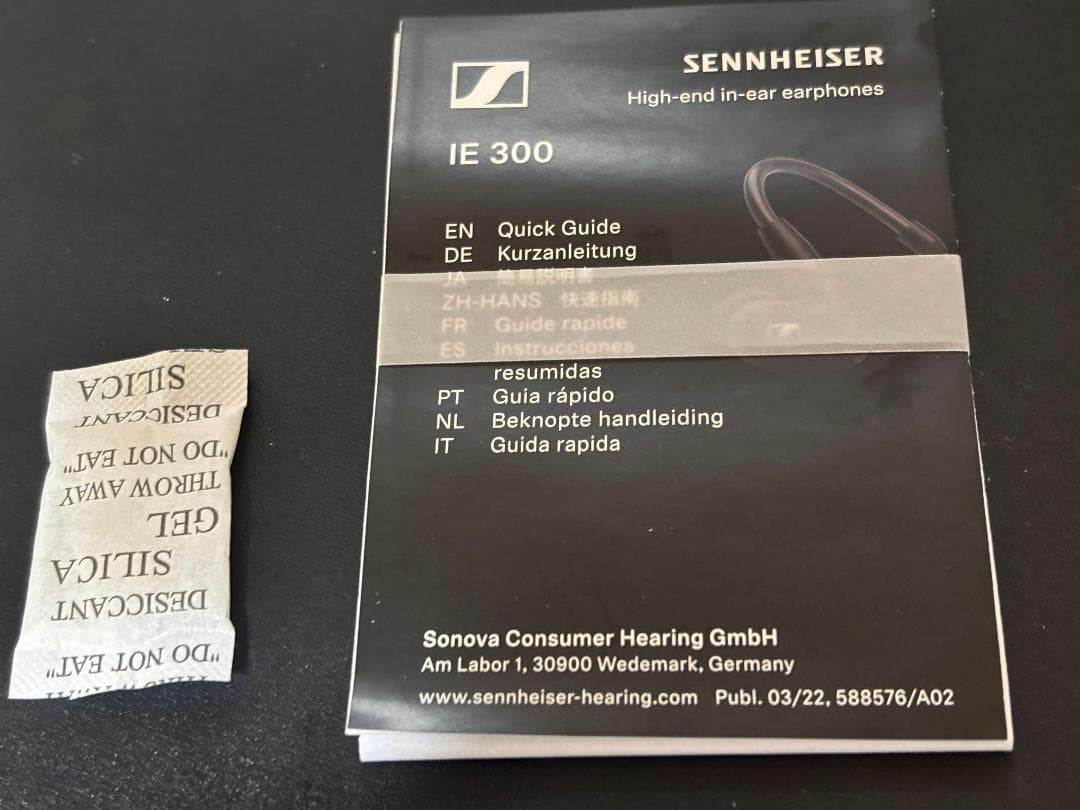 SENNHEISER
High-end in-ear earphones
IE 300
EN Quick Guide
DE Kurzanleitung
JA 簡易説明書
ZH-HANS 快速指南
FR Guide rapide
ES Instrucciones
resumidas
PT Guia rápido
NL Beknopte handleiding
IT Guida rapida
Sonova Consumer Hearing GmbH
Am Labor 1, 30900 Wedemark, Germany
www.sennheiser-hearing.com Publ. 03/22, 588576/A02
"DO NOT EAT"
DESICCANT
SILICA
GEL
THROW AWAY
"DO NOT EAT"
DESICCANT
SILICA